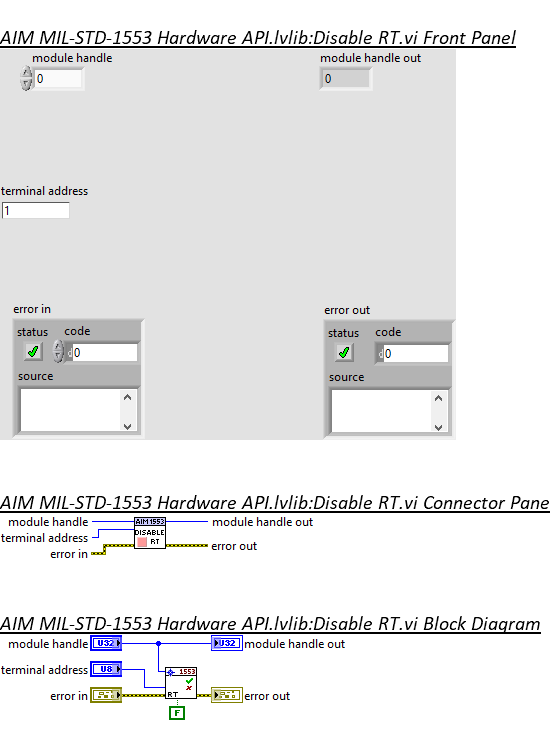 AIM MIL-STD-1553 Hardware API.lvlib:Disable RT.vi Front Panel
module handle module handle out
0 0
terminal address
1
error in error out
status code status code
d 0 d 0
source source
AIM MIL-STD-1553 Hardware API.lvlib:Disable RT.vi Connector Pane
module handle AIM1553 module handle out
terminal address DISABLE
error in RT error out
AIM MIL-STD-1553 Hardware API.lvlib:Disable RT.vi Block Diagram
module handle U32 U32 module handle out
terminal address U8 1553
error in RT error out
F